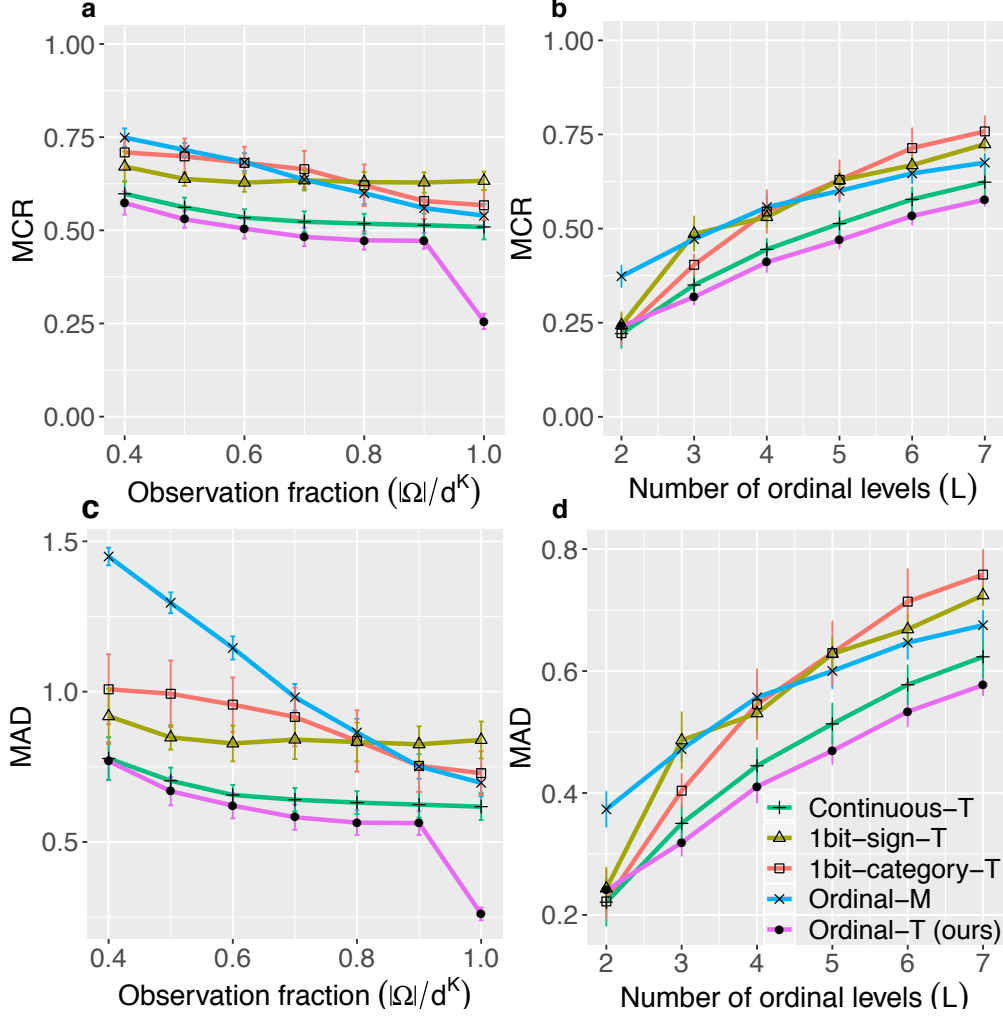 a
MCR
1.00
0.75
0.50
0.25
0.00
0.4 0.6 0.8 1.0
Observation fraction (|Ω|/d^K)
b
MCR
1.00
0.75
0.50
0.25
0.00
2 3 4 5 6 7
Number of ordinal levels (L)
c
MAD
1.5
1.0
0.5
0.4 0.6 0.8 1.0
Observation fraction (|Ω|/d^K)
d
MAD
0.8
0.6
0.4
0.2
Continuous-T
1bit-sign-T
1bit-category-T
Ordinal-M
Ordinal-T (ours)
2 3 4 5 6 7
Number of ordinal levels (L)